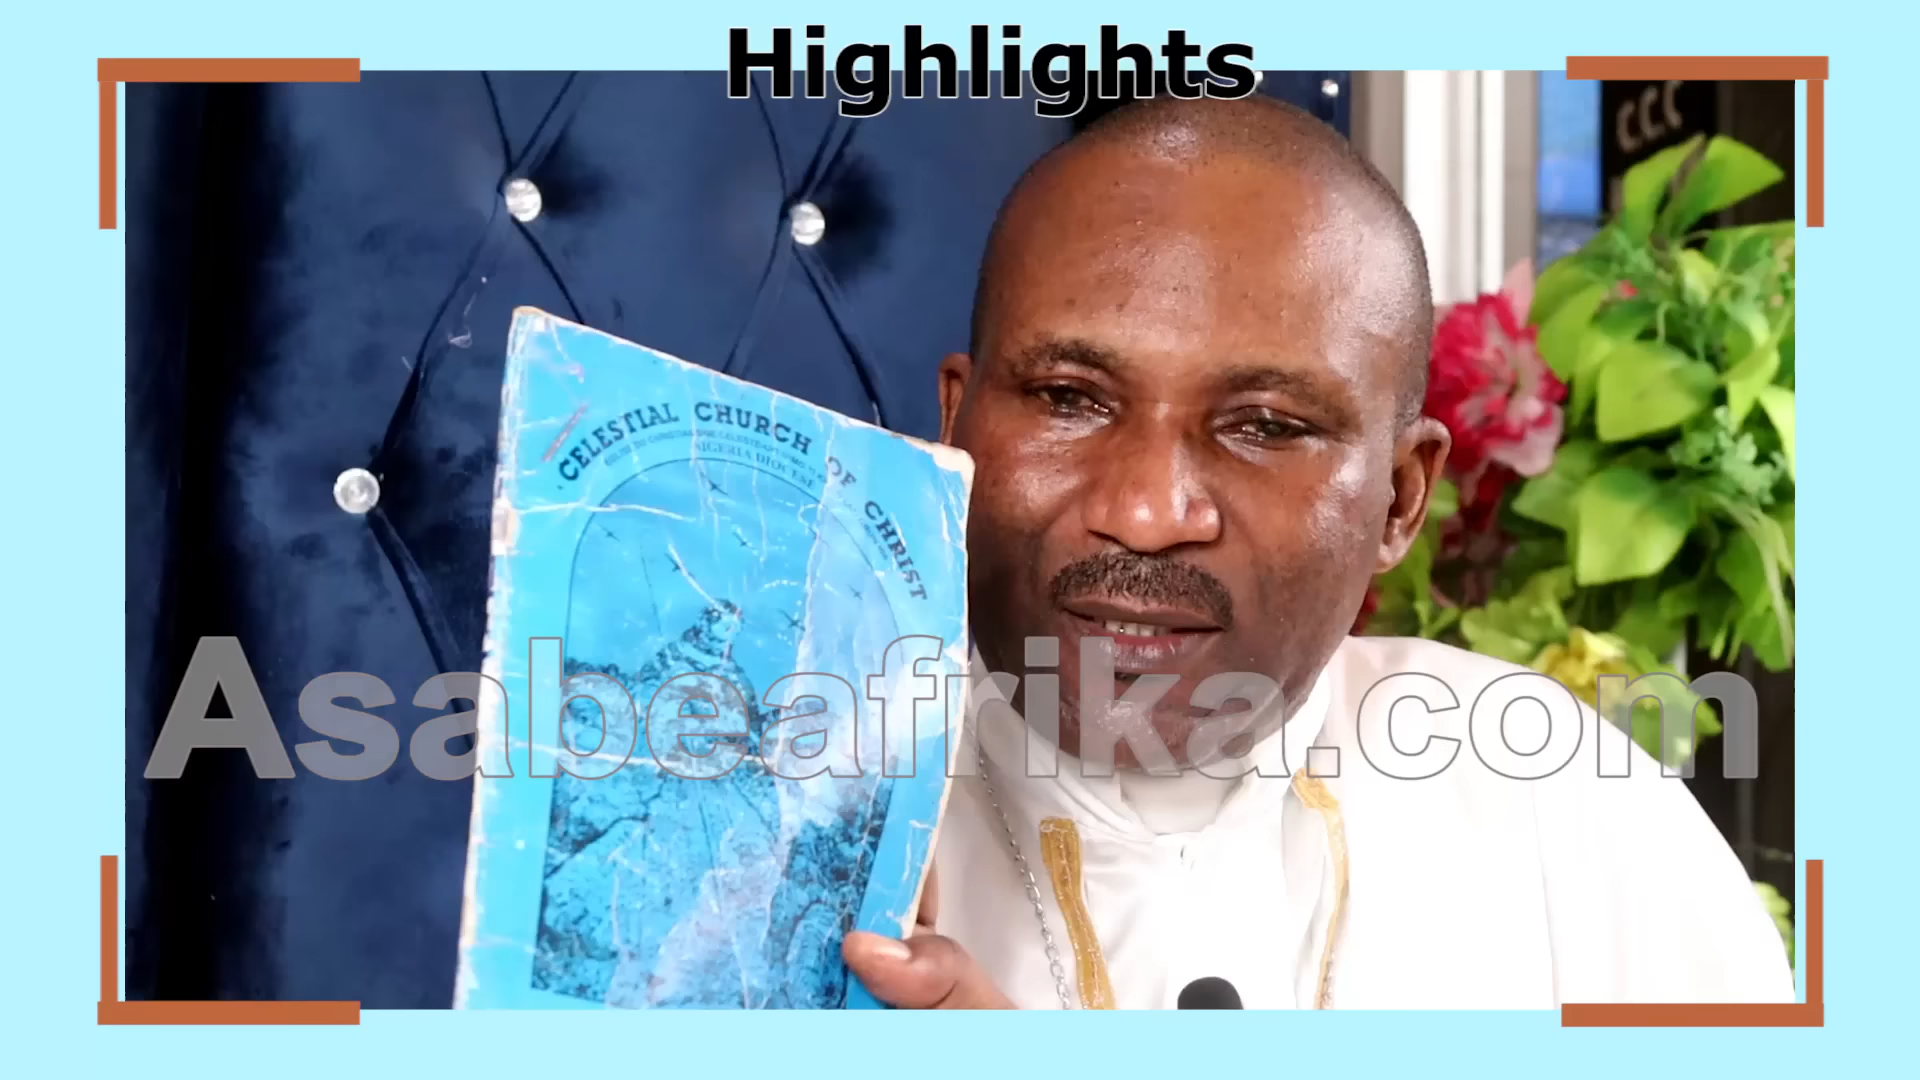 Highlights
CCC
CELESTIAL CHURCH OF CHRIST
NIGERIA DIOCESE
Asabeafrika.com